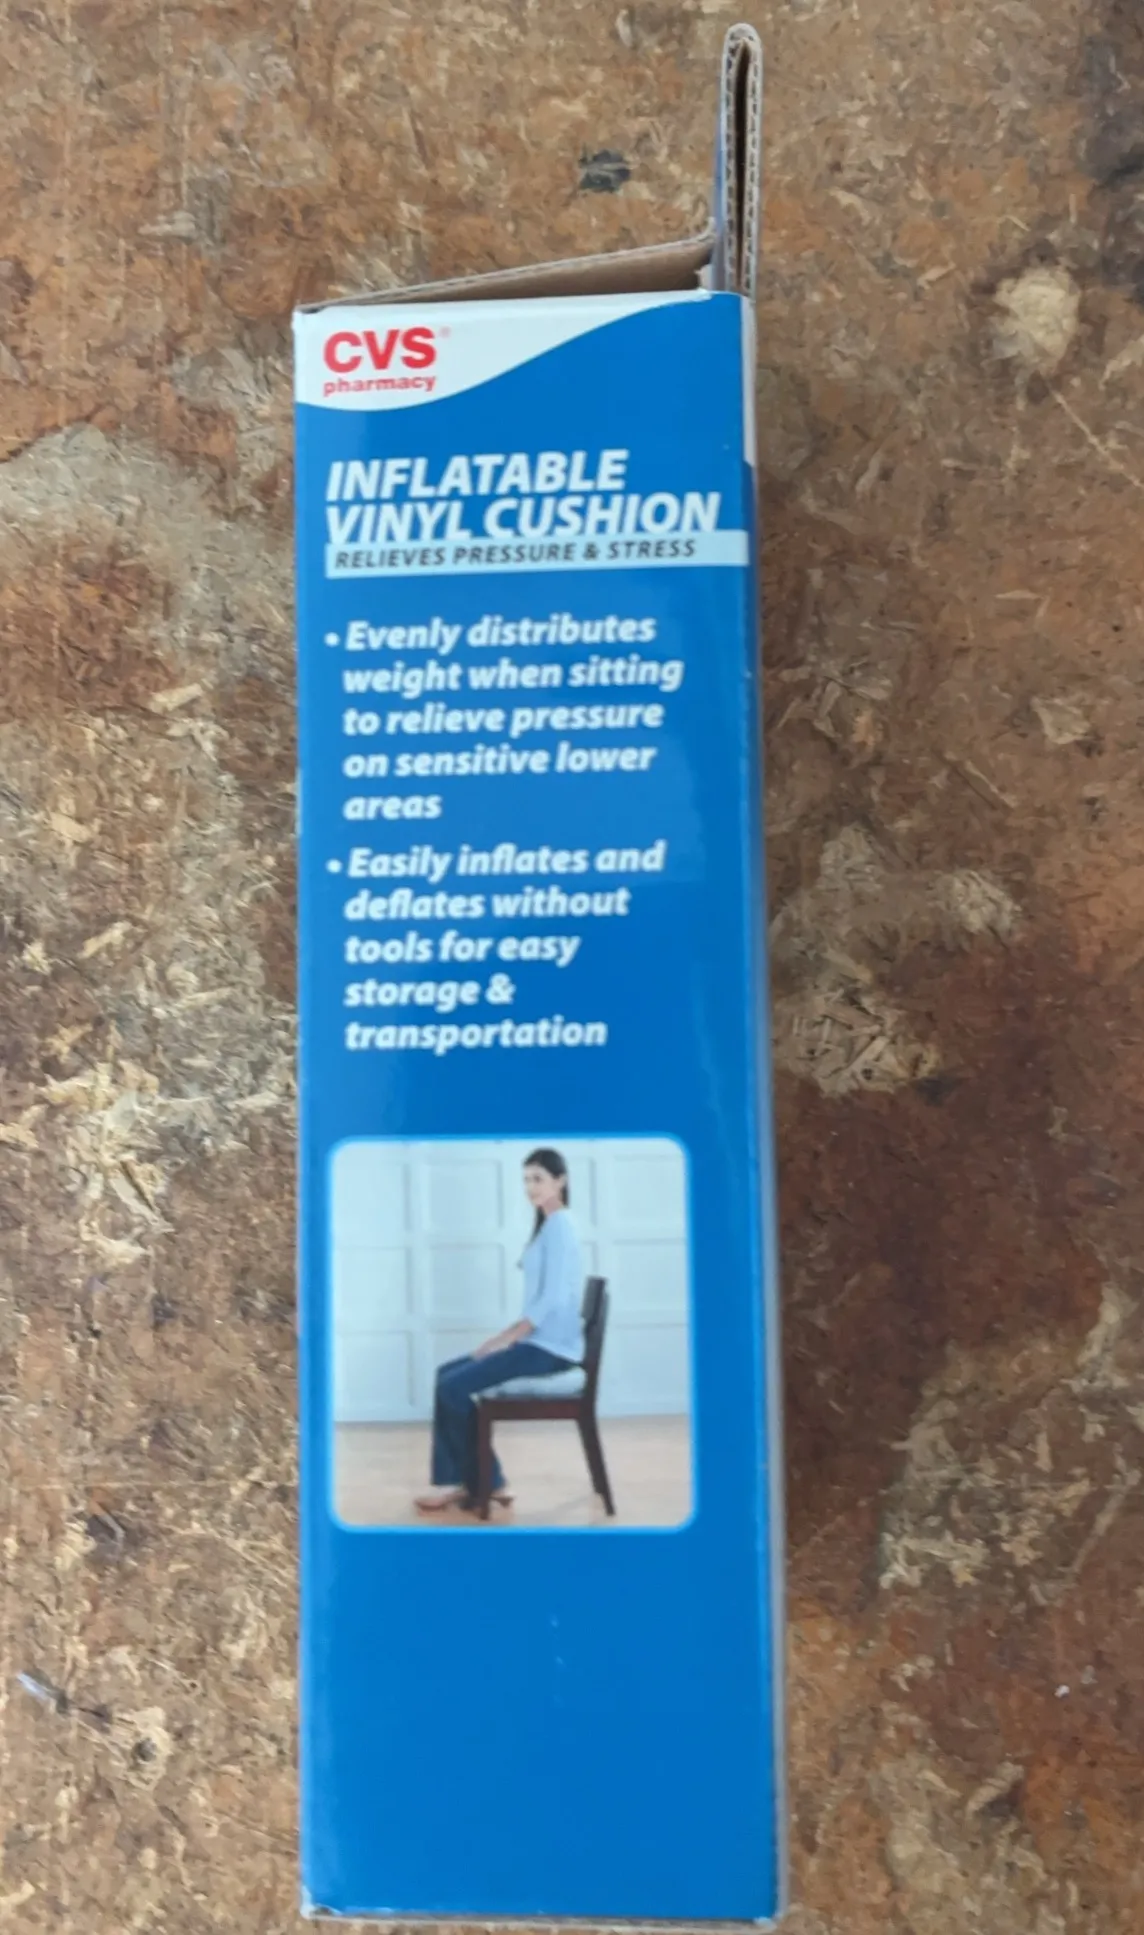 CVS®
pharmacy
INFLATABLE
VINYL CUSHION
RELIEVES PRESSURE & STRESS
• Evenly distributes
weight when sitting
to relieve pressure
on sensitive lower
areas
• Easily inflates and
deflates without
tools for easy
storage &
transportation